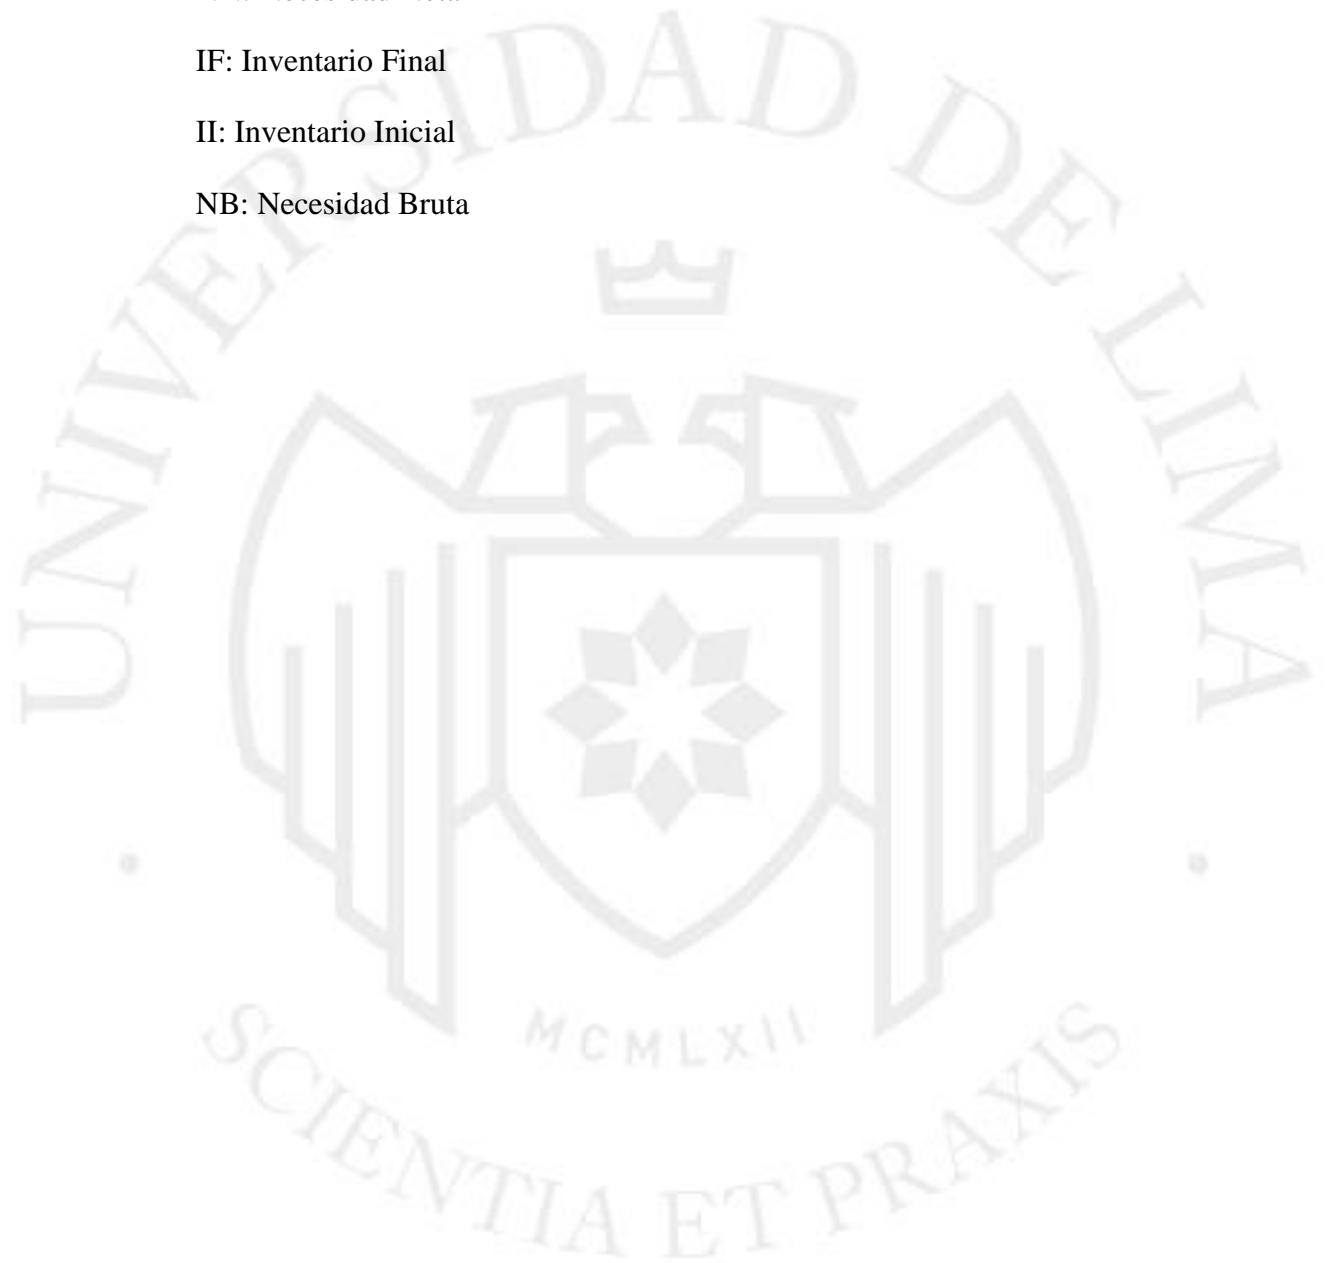 IF: Inventario Final
II: Inventario Inicial
NB: Necesidad Bruta
UNIVERSIDAD DE LIMA
MCMLXII
SCIENTIA ET PRAXIS